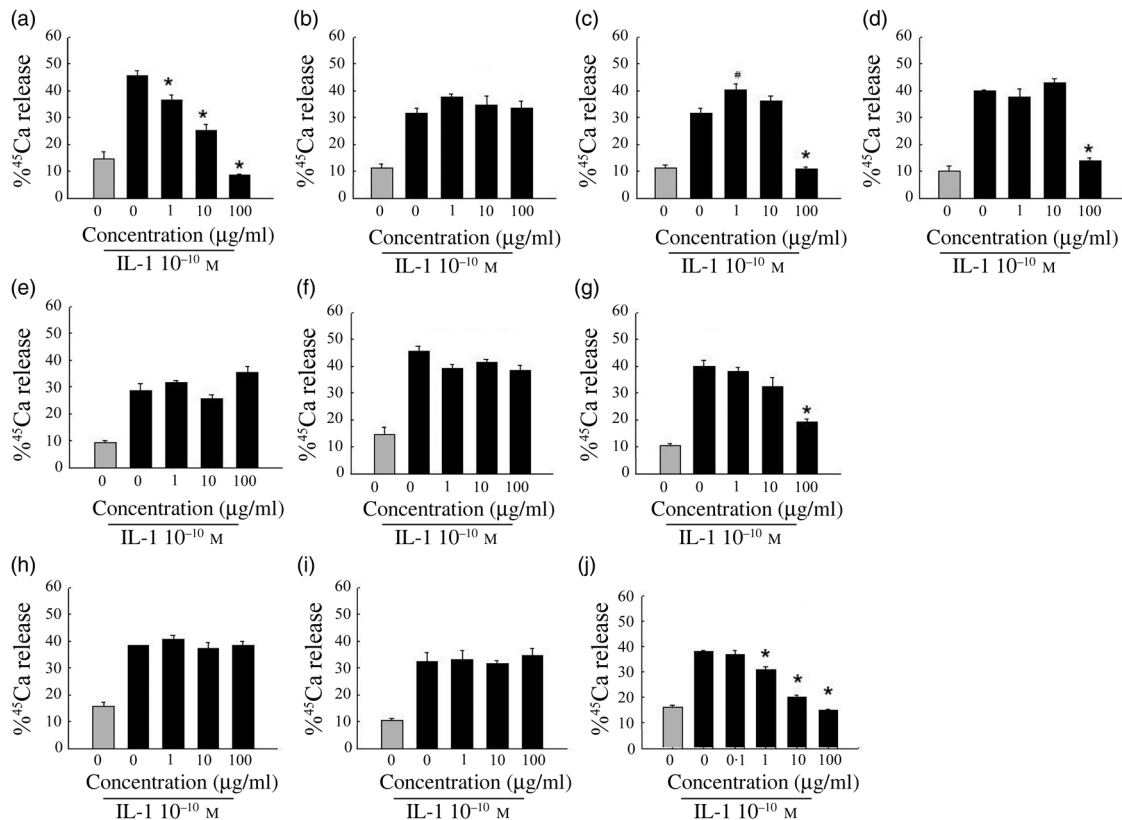 (a)
60
50
40
30
20
10
0
%⁴⁵Ca release
*
*
*
0 0 1 10 100
Concentration (µg/ml)
IL-1 10⁻¹⁰ M
(b)
60
50
40
30
20
10
0
%⁴⁵Ca release
0 0 1 10 100
Concentration (µg/ml)
IL-1 10⁻¹⁰ M
(c)
60
50
40
30
20
10
0
%⁴⁵Ca release
#
*
0 0 1 10 100
Concentration (µg/ml)
IL-1 10⁻¹⁰ M
(d)
60
50
40
30
20
10
0
%⁴⁵Ca release
*
0 0 1 10 100
Concentration (µg/ml)
IL-1 10⁻¹⁰ M
(e)
60
50
40
30
20
10
0
%⁴⁵Ca release
0 0 1 10 100
Concentration (µg/ml)
IL-1 10⁻¹⁰ M
(f)
60
50
40
30
20
10
0
%⁴⁵Ca release
0 0 1 10 100
Concentration (µg/ml)
IL-1 10⁻¹⁰ M
(g)
60
50
40
30
20
10
0
%⁴⁵Ca release
*
0 0 1 10 100
Concentration (µg/ml)
IL-1 10⁻¹⁰ M
(h)
60
50
40
30
20
10
0
%⁴⁵Ca release
0 0 1 10 100
Concentration (µg/ml)
IL-1 10⁻¹⁰ M
(i)
60
50
40
30
20
10
0
%⁴⁵Ca release
0 0 1 10 100
Concentration (µg/ml)
IL-1 10⁻¹⁰ M
(j)
60
50
40
30
20
10
0
%⁴⁵Ca release
*
*
*
0 0 0·1 1 10 100
Concentration (µg/ml)
IL-1 10⁻¹⁰ M